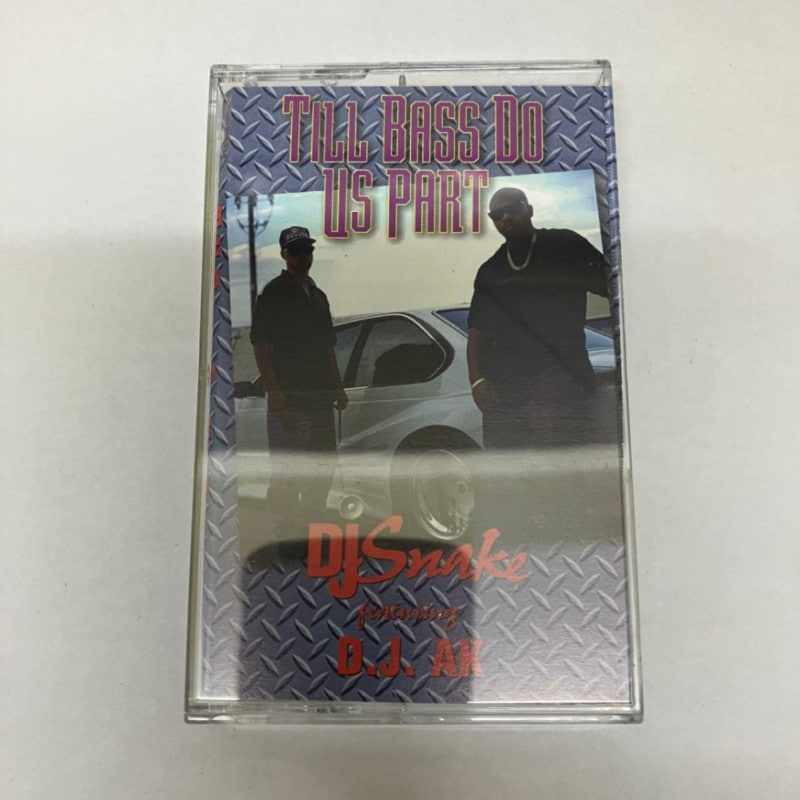 TILL BASS DO
US PART
DJ Snake
featuring
D.J. AK